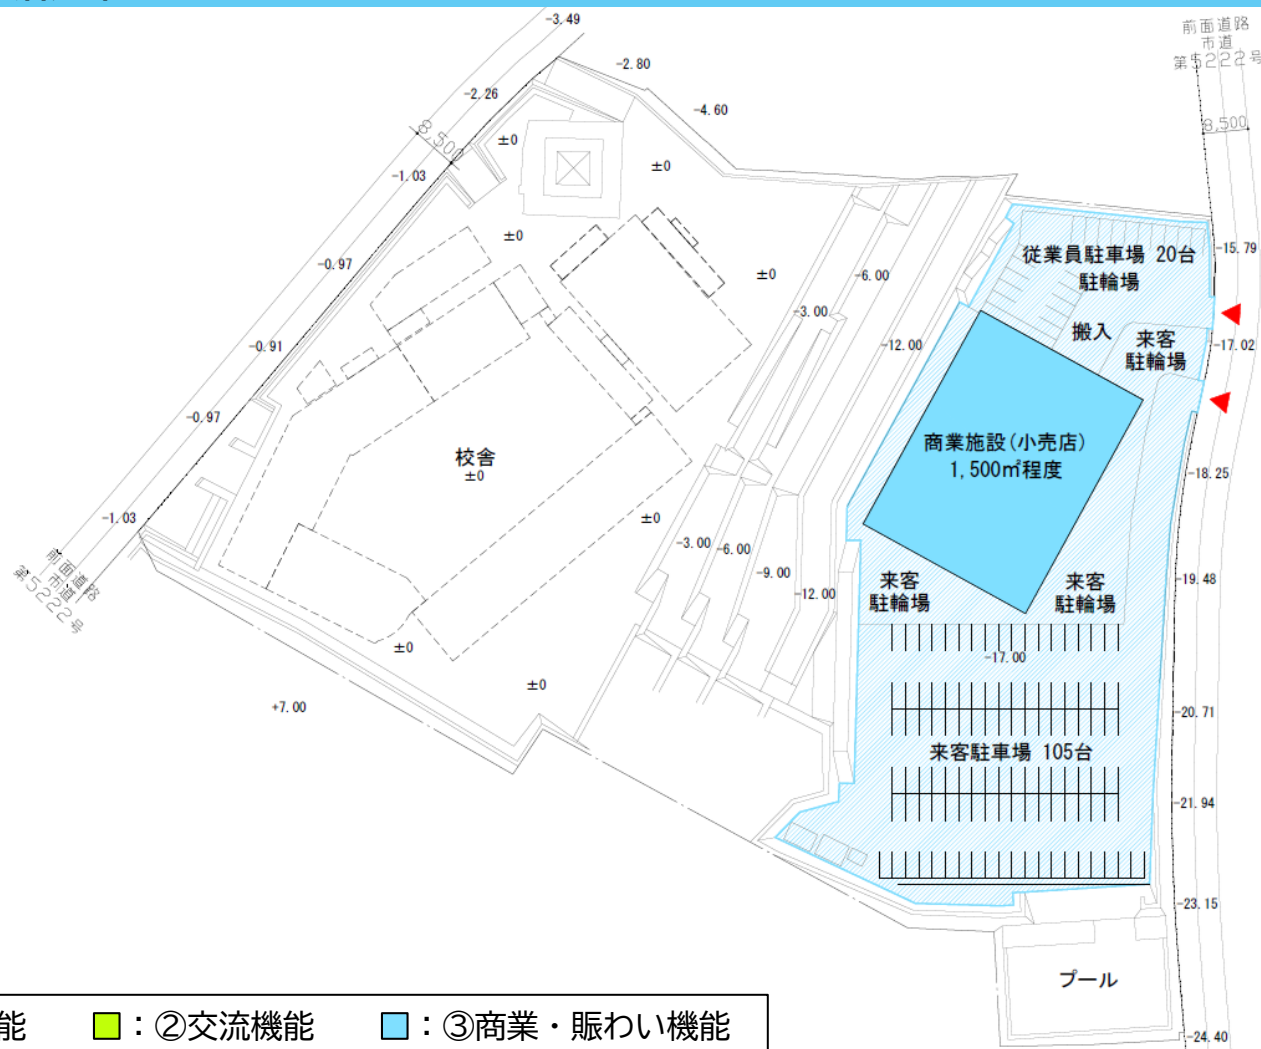 -3.49
前面道路
市道
第5222号
-2.80
-2.26
-4.60
8,500
8,500
±0
-1.03
±0
±0
-15.79
従業員駐車場 20台
駐輪場
-0.97
±0
-6.00
-3.00
搬入
来客
駐輪場
-17.02
-0.91
-12.00
-0.97
商業施設(小売店)
1,500㎡程度
校舎
±0
-18.25
-1.03
±0
-3.00
-6.00
-9.00
-12.00
前面道路
市道
第5222号
来客
駐輪場
来客
駐輪場
-19.48
±0
-17.00
±0
+7.00
-20.71
来客駐車場 105台
-21.94
-23.15
プール
-24.40
能
:②交流機能
:③商業・賑わい機能